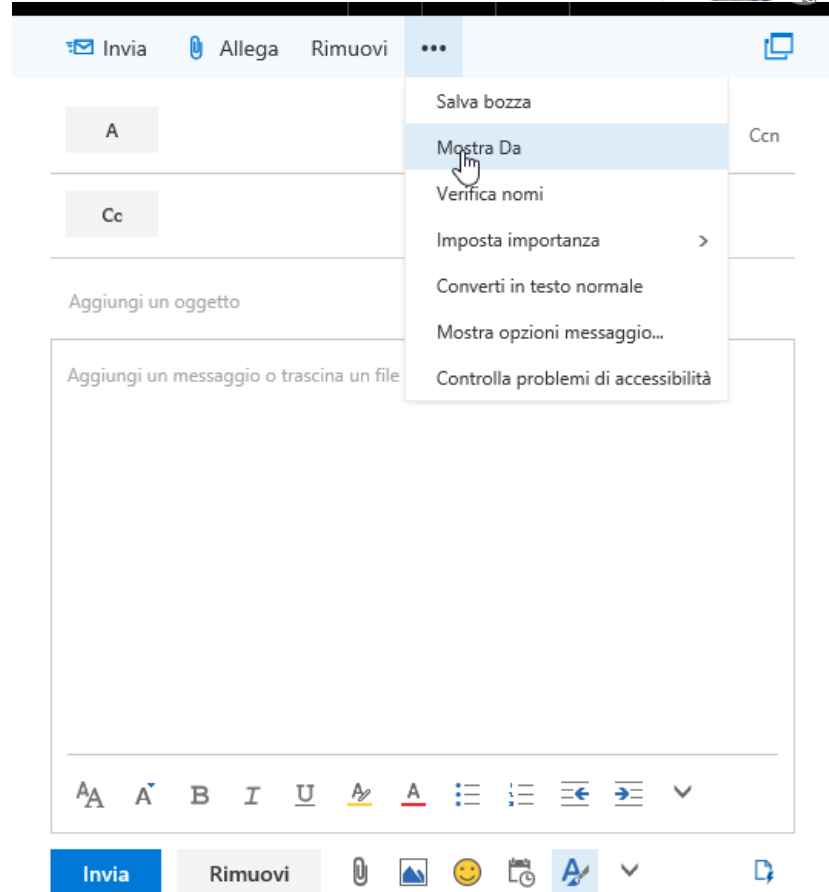 Invia Allega Rimuovi
Salva bozza
A
Ccn
Mostra Da
Verifica nomi
Cc
Imposta importanza
Converti in testo normale
Aggiungi un oggetto
Mostra opzioni messaggio...
Aggiungi un messaggio o trascina un file
Controlla problemi di accessibilità
AA A B I U A A
Invia Rimuovi A